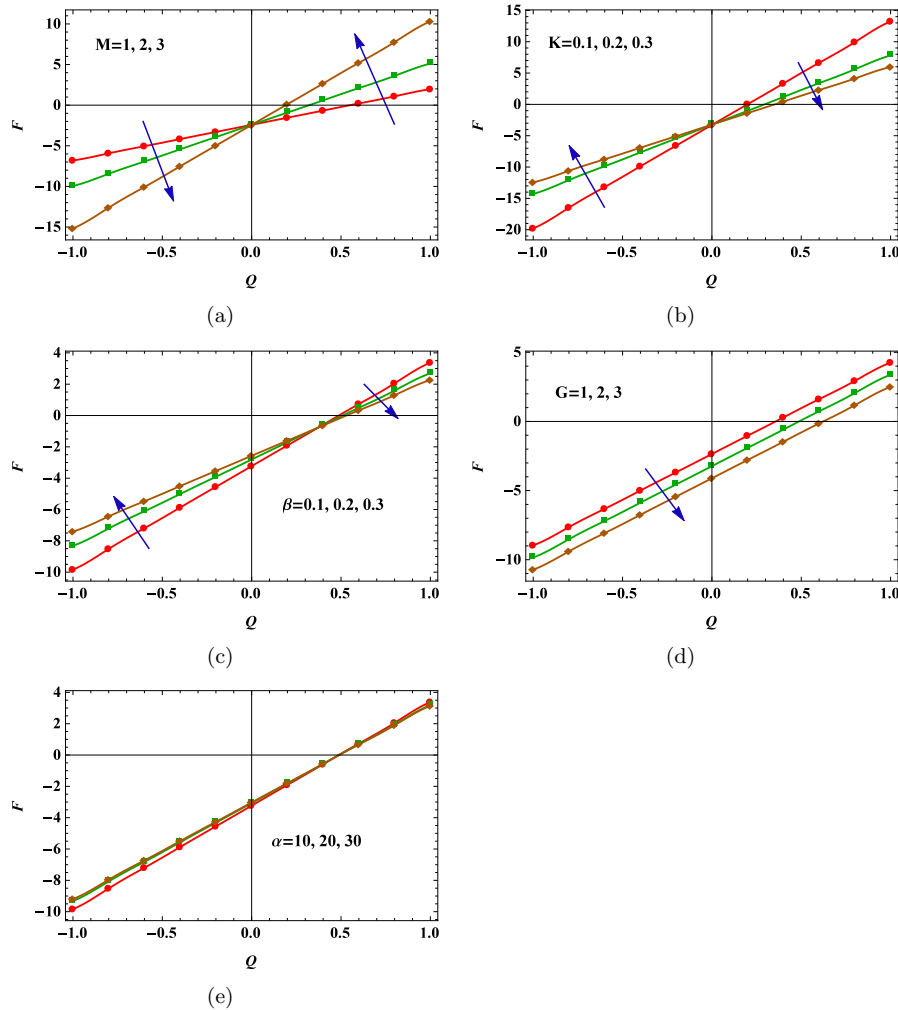 10
5
0
−5
−10
−15
F
M=1, 2, 3
−1.0 −0.5 0.0 0.5 1.0
Q
(a)
15
10
5
0
−5
−10
−15
−20
F
K=0.1, 0.2, 0.3
−1.0 −0.5 0.0 0.5 1.0
Q
(b)
4
2
0
−2
−4
−6
−8
−10
F
β=0.1, 0.2, 0.3
−1.0 −0.5 0.0 0.5 1.0
Q
(c)
5
0
−5
−10
F
G=1, 2, 3
−1.0 −0.5 0.0 0.5 1.0
Q
(d)
4
2
0
−2
−4
−6
−8
−10
F
α=10, 20, 30
−1.0 −0.5 0.0 0.5 1.0
Q
(e)